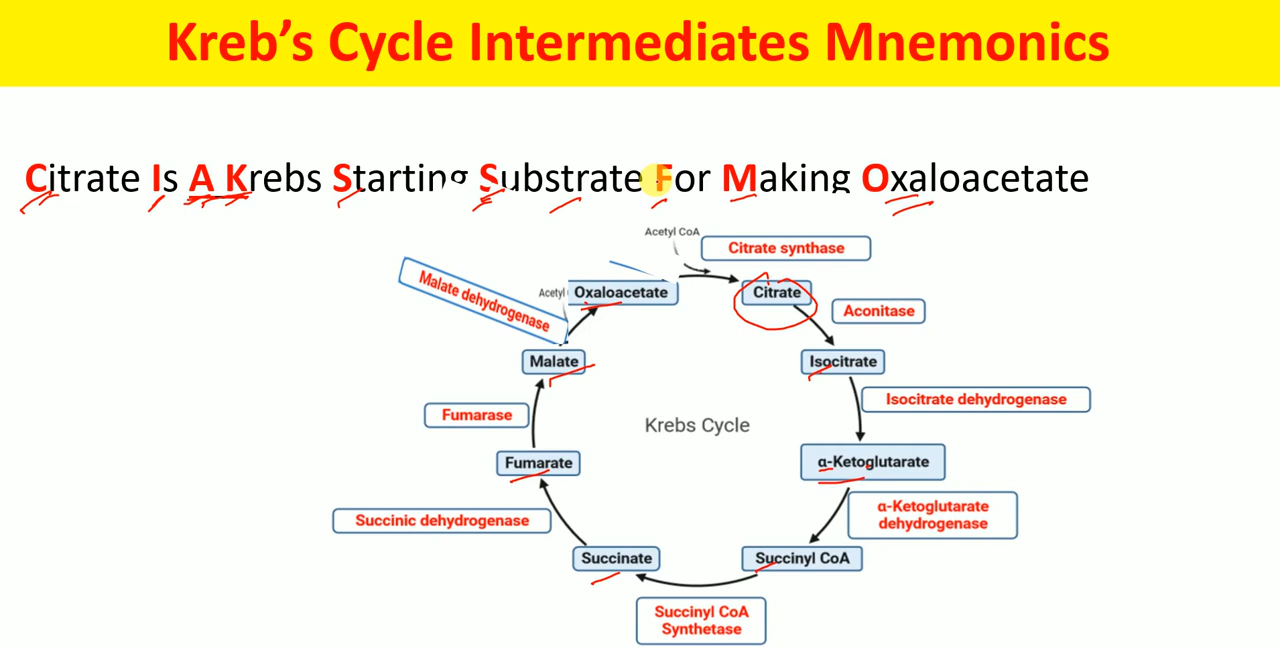 Kreb's Cycle Intermediates Mnemonics
Citrate Is A Krebs Starting Substrate For Making Oxaloacetate
Acetyl CoA
Citrate synthase
Malate dehydrogenase
Acetyl
Oxaloacetate
Citrate
Aconitase
Malate
Isocitrate
Isocitrate dehydrogenase
Fumarase
Krebs Cycle
Fumarate
α-Ketoglutarate
α-Ketoglutarate
dehydrogenase
Succinic dehydrogenase
Succinate
Succinyl CoA
Succinyl CoA
Synthetase